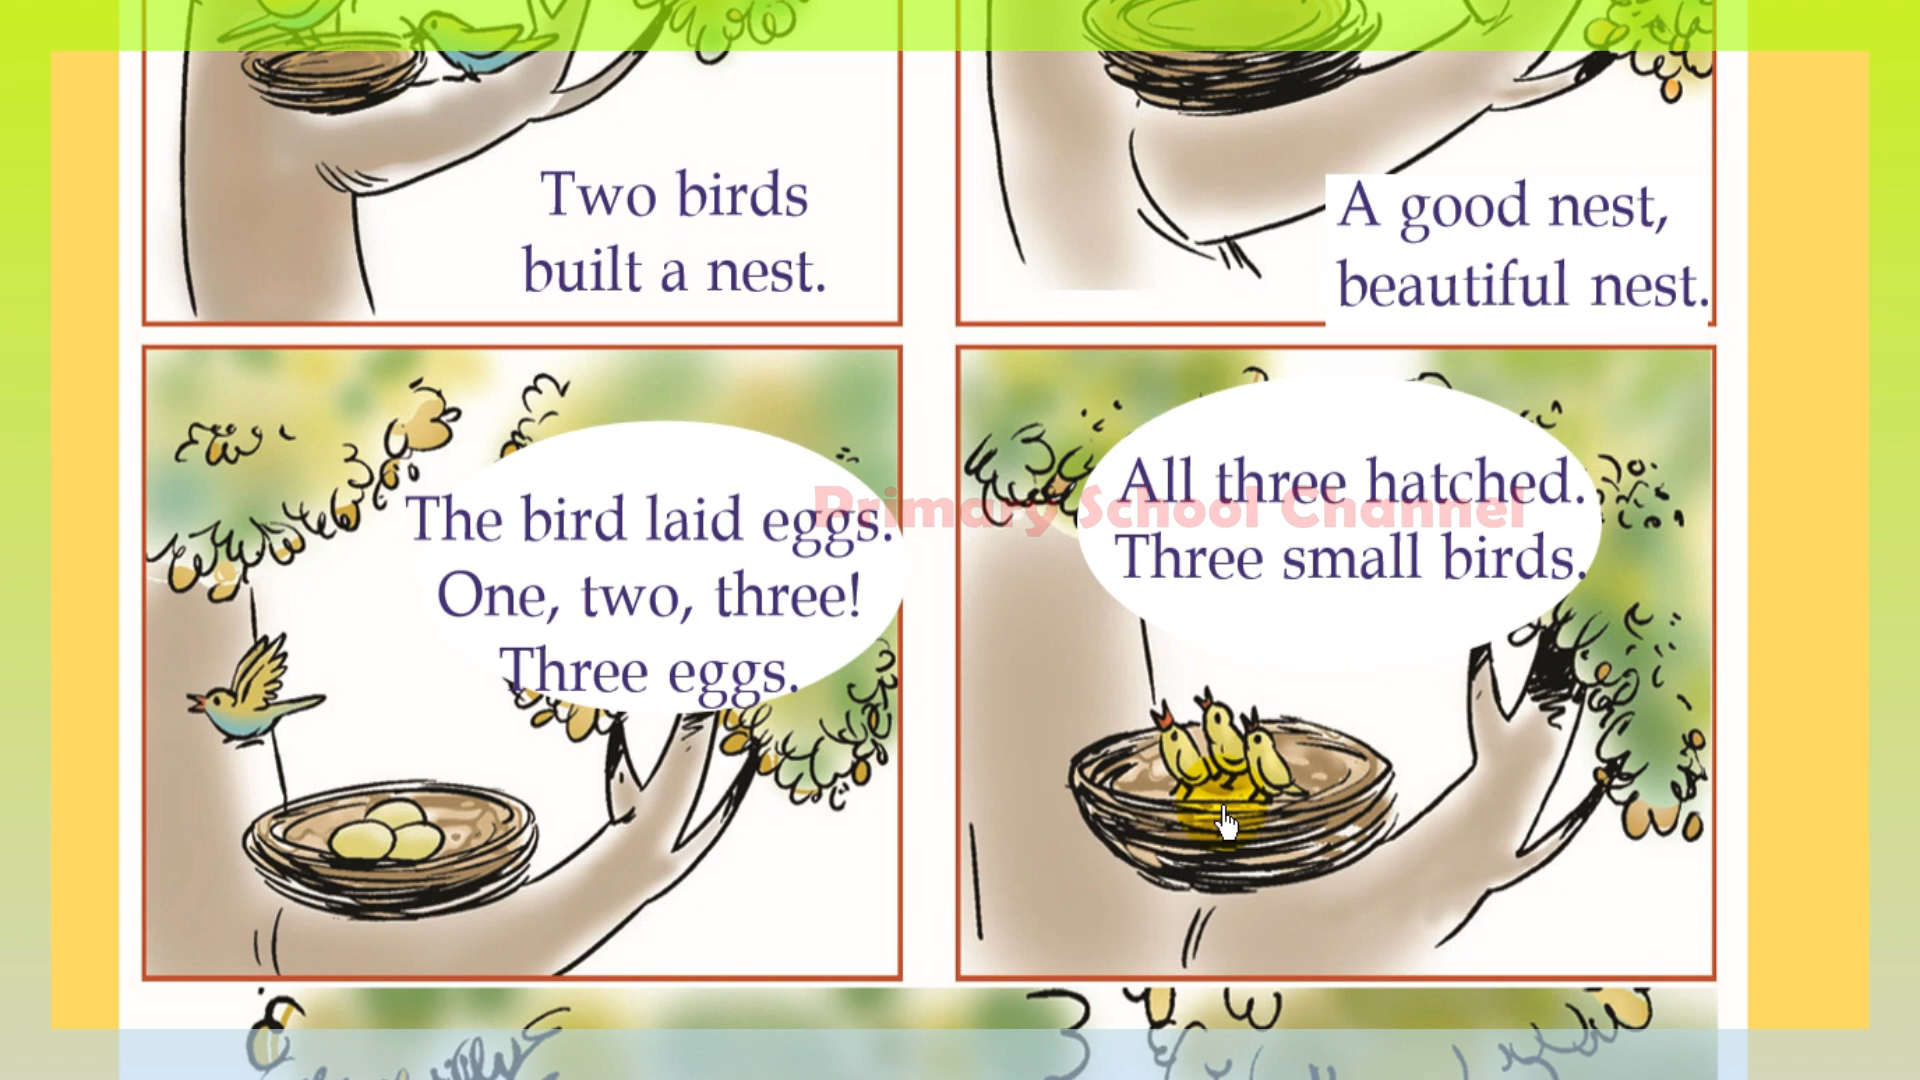 Two birds
built a nest.
A good nest,
beautiful nest.
The bird laid eggs.
One, two, three!
Three eggs.
All three hatched.
Three small birds.
Primary School Channel